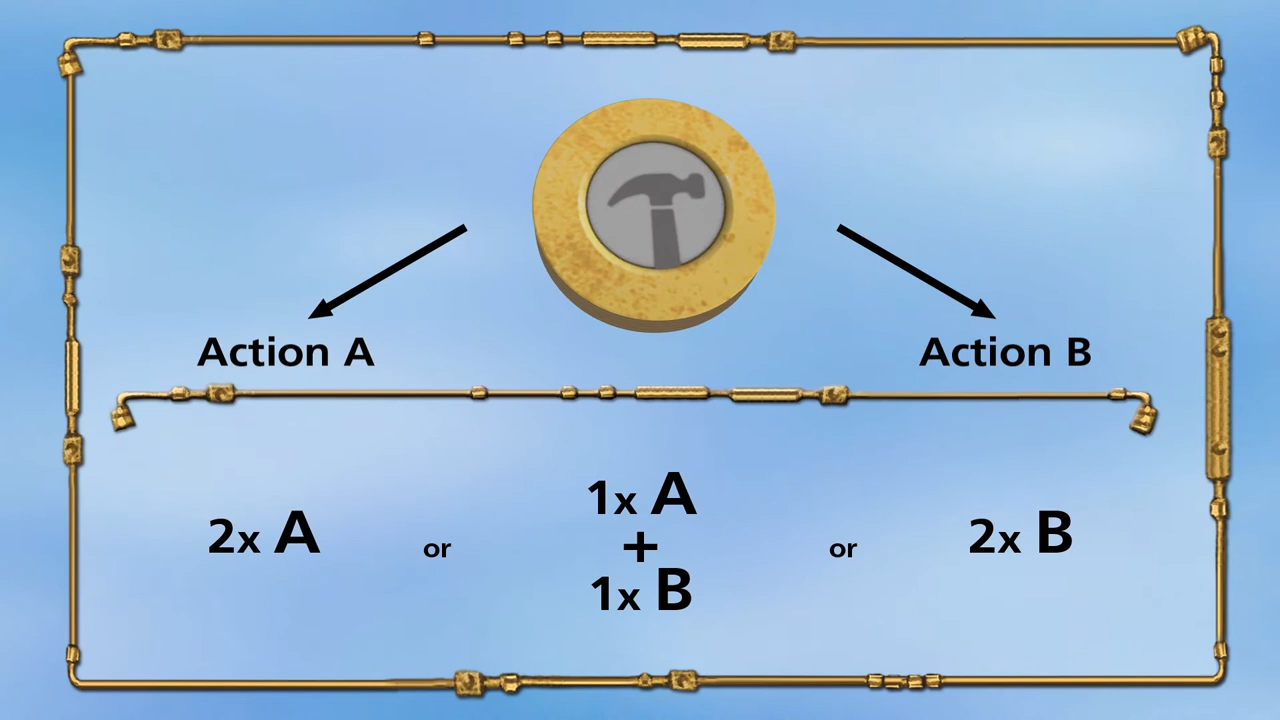 Action A
Action B
2x A
or
1x A
+
1x B
or
2x B